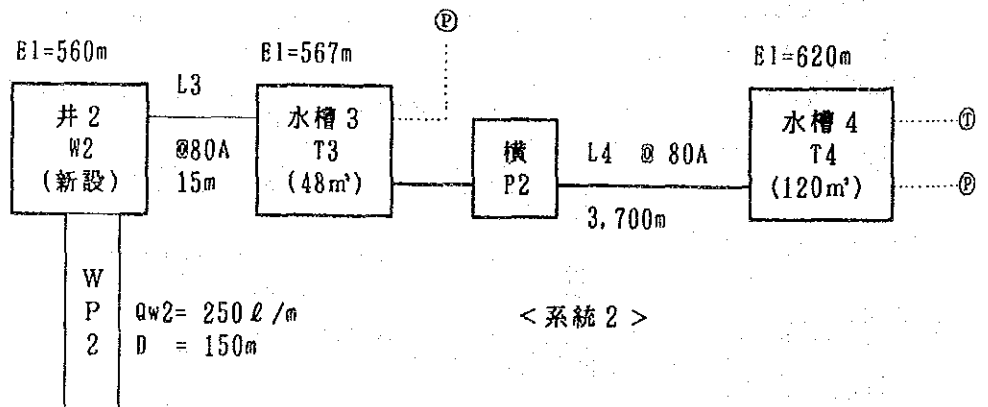 Ⓟ
El=560m
El=567m
El=620m
L3
井2
W2
(新設)
@80A
15m
水槽3
T3
(48㎥)
横
P2
L4 @ 80A
3,700m
水槽4
T4
(120㎥)
Ⓣ
Ⓟ
W
P
2
Qw2= 250ℓ/m
D = 150m
<系統2>